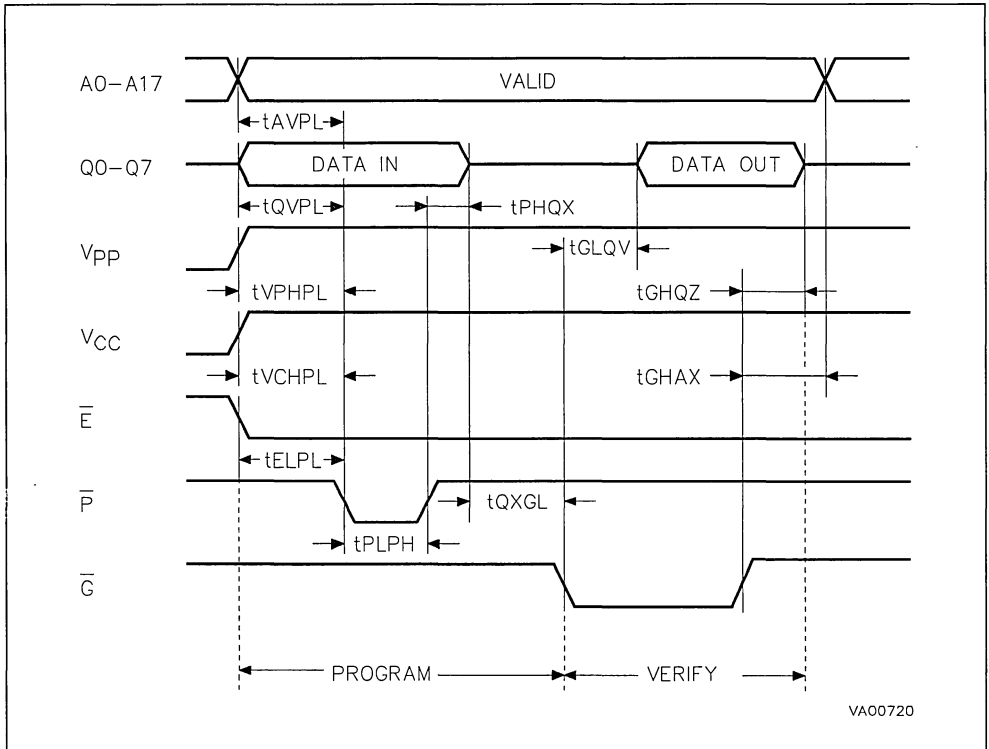 A0–A17
VALID
tAVPL
Q0–Q7
DATA IN
DATA OUT
tQVPL
tPHQX
VPP
tGLQV
tVPHPL
tGHQZ
VCC
tVCHPL
tGHAX
E̅
tELPL
P̅
tQXGL
tPLPH
G̅
PROGRAM
VERIFY
VA00720